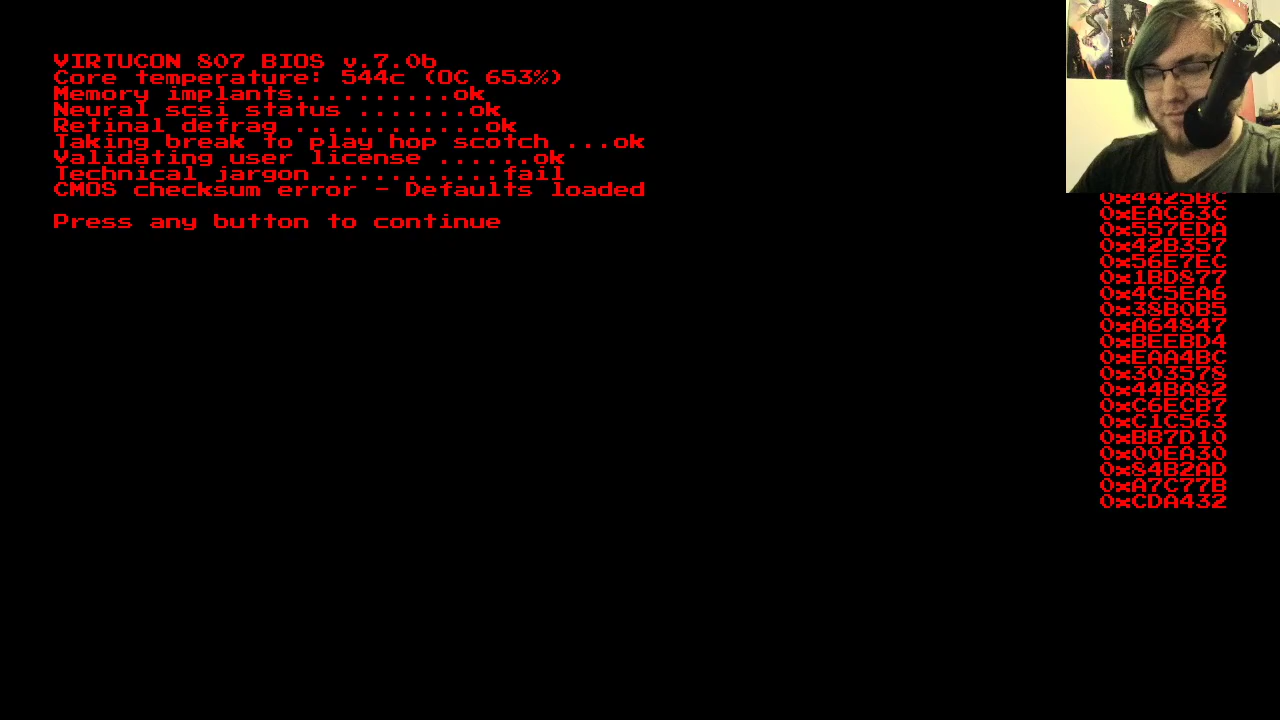 VIRTUCON 807 BIOS v.7.0b
Core temperature: 544c (OC 653%)
Memory implants..........ok
Neural scsi status .......ok
Retinal defrag ............ok
Taking break to play hop scotch ...ok
Validating user license ......ok
Technical jargon ...........fail
CMOS checksum error - Defaults loaded
Press any button to continue
0x4425BC
0xEAC63C
0x557EDA
0x42B357
0x56E7EC
0x1BD877
0x4C5EA6
0x38B0B5
0xA64847
0xBEEBD4
0xEAA4BC
0x303578
0x44BA82
0xC6ECB7
0xC1C563
0xBB7D10
0x00EA30
0x84B2AD
0xA7C77B
0xCDA432